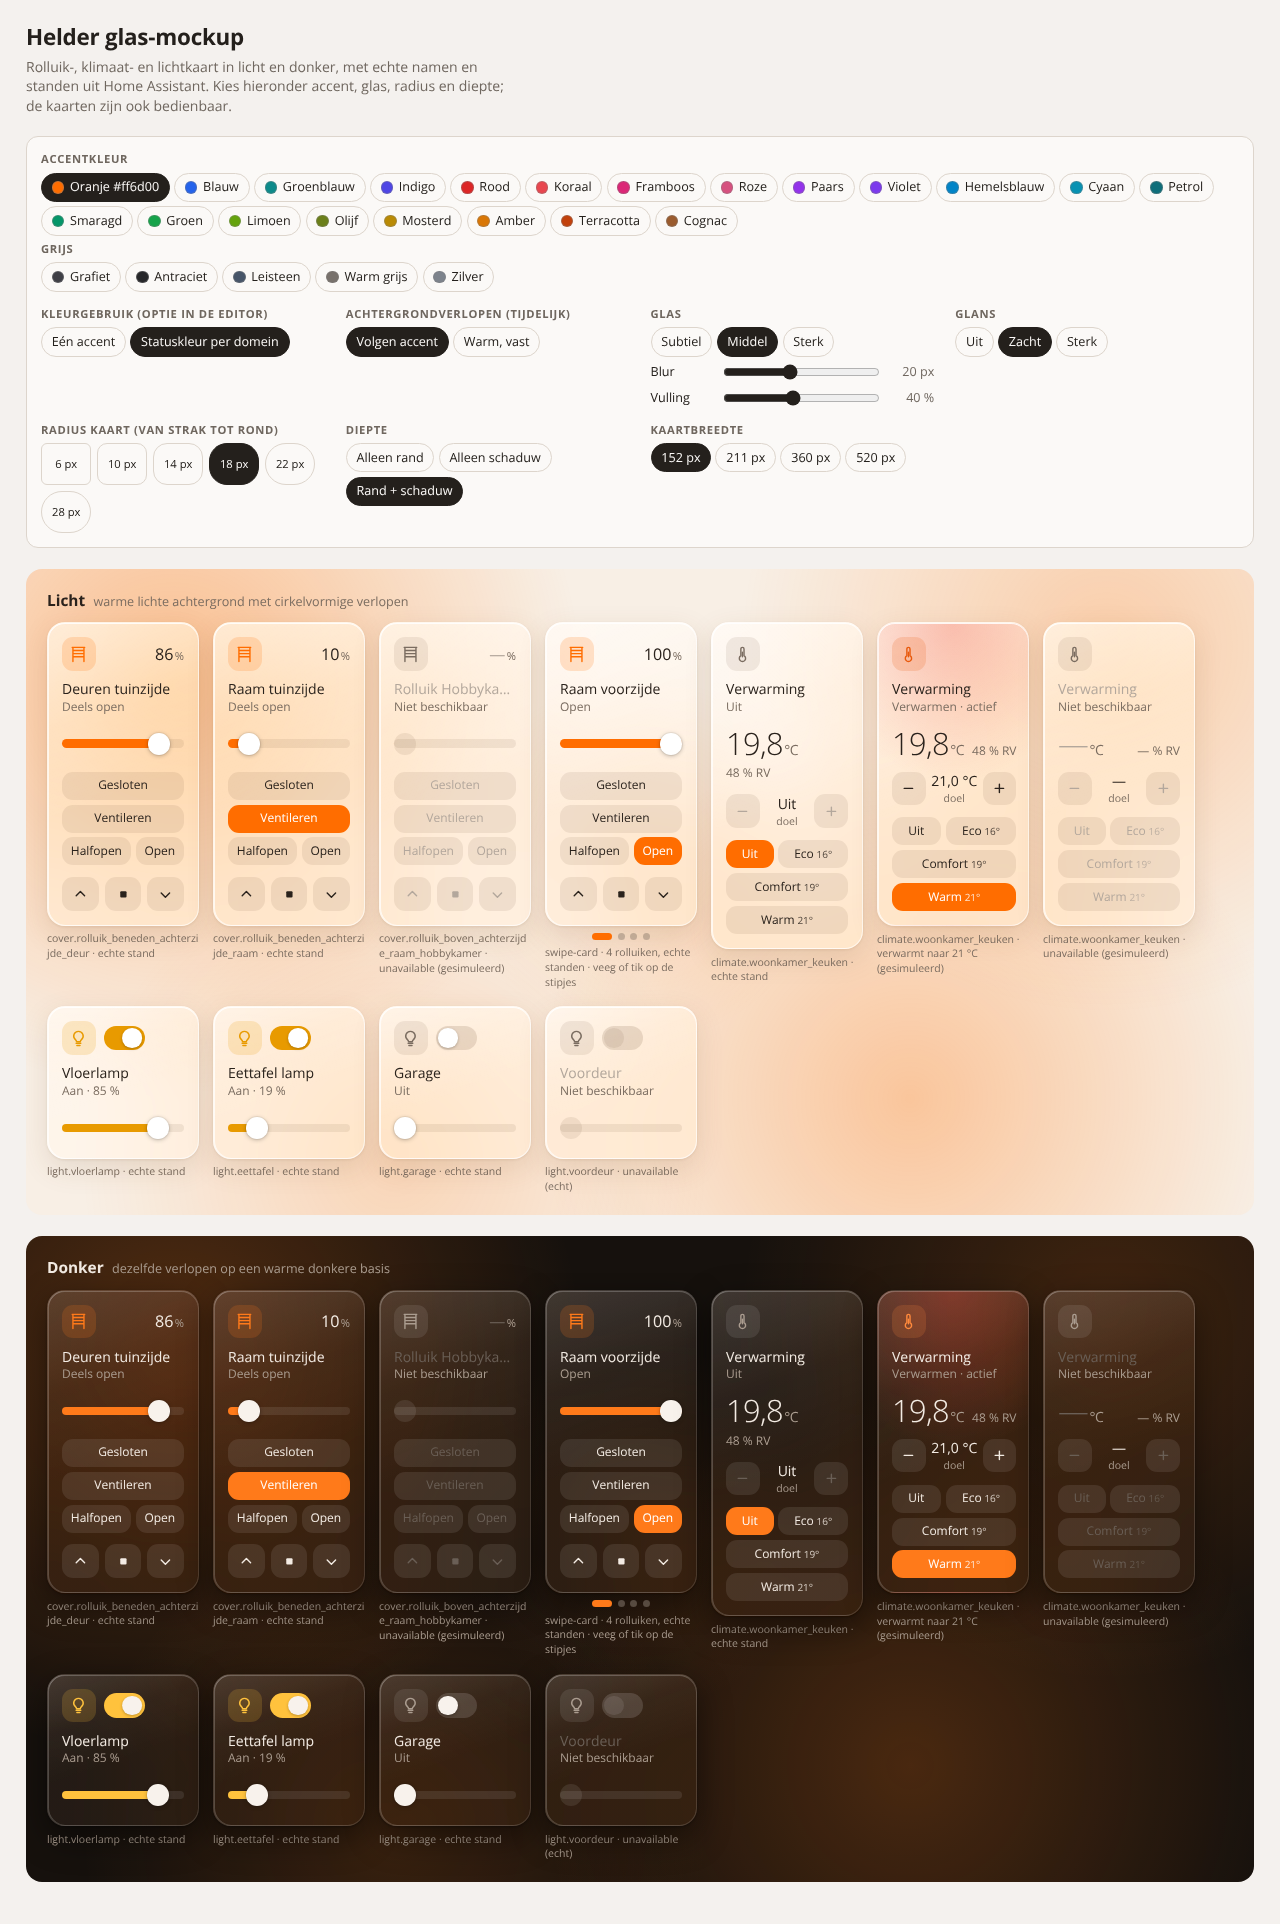 Helder glas-mockup
Rolluik-, klimaat- en lichtkaart in licht en donker, met echte namen en
standen uit Home Assistant. Kies hieronder accent, glas, radius en diepte;
de kaarten zijn ook bedienbaar.
ACCENTKLEUR
Oranje #ff6d00 Blauw Groenblauw Indigo Rood Koraal Framboos Roze Paars Violet Hemelsblauw Cyaan Petrol
Smaragd Groen Limoen Olijf Mosterd Amber Terracotta Cognac
GRIJS
Grafiet Antraciet Leisteen Warm grijs Zilver
KLEURGEBRUIK (OPTIE IN DE EDITOR) ACHTERGRONDVERLOPEN (TIJDELIJK) GLAS GLANS
Eén accent Statuskleur per domein Volgen accent Warm, vast Subtiel Middel Sterk Uit Zacht Sterk
Blur 20 px
Vulling 40 %
RADIUS KAART (VAN STRAK TOT ROND) DIEPTE KAARTBREEDTE
6 px 10 px 14 px 18 px 22 px Alleen rand Alleen schaduw 152 px 211 px 360 px 520 px
28 px Rand + schaduw
Licht warme lichte achtergrond met cirkelvormige verlopen
86 %
Deuren tuinzijde
Deels open
Gesloten
Ventileren
Halfopen Open
cover.rolluik_beneden_achterzi
jde_deur · echte stand
10 %
Raam tuinzijde
Deels open
Gesloten
Ventileren
Halfopen Open
cover.rolluik_beneden_achterzi
jde_raam · echte stand
— %
Rolluik Hobbyka...
Niet beschikbaar
Gesloten
Ventileren
Halfopen Open
cover.rolluik_boven_achterzijd
e_raam_hobbykamer ·
unavailable (gesimuleerd)
100 %
Raam voorzijde
Open
Gesloten
Ventileren
Halfopen Open
swipe-card · 4 rolluiken, echte
standen · veeg of tik op de
stipjes
Verwarming
Uit
19,8 °C
48 % RV
− Uit +
doel
Uit Eco 16°
Comfort 19°
Warm 21°
climate.woonkamer_keuken ·
echte stand
Verwarming
Verwarmen · actief
19,8 °C 48 % RV
− 21,0 °C +
doel
Uit Eco 16°
Comfort 19°
Warm 21°
climate.woonkamer_keuken ·
verwarmt naar 21 °C
(gesimuleerd)
Verwarming
Niet beschikbaar
— °C — % RV
− — +
doel
Uit Eco 16°
Comfort 19°
Warm 21°
climate.woonkamer_keuken ·
unavailable (gesimuleerd)
Vloerlamp
Aan · 85 %
light.vloerlamp · echte stand
Eettafel lamp
Aan · 19 %
light.eettafel · echte stand
Garage
Uit
light.garage · echte stand
Voordeur
Niet beschikbaar
light.voordeur · unavailable
(echt)
Donker dezelfde verlopen op een warme donkere basis
86 %
Deuren tuinzijde
Deels open
Gesloten
Ventileren
Halfopen Open
cover.rolluik_beneden_achterzi
jde_deur · echte stand
10 %
Raam tuinzijde
Deels open
Gesloten
Ventileren
Halfopen Open
cover.rolluik_beneden_achterzi
jde_raam · echte stand
— %
Rolluik Hobbyka...
Niet beschikbaar
Gesloten
Ventileren
Halfopen Open
cover.rolluik_boven_achterzijd
e_raam_hobbykamer ·
unavailable (gesimuleerd)
100 %
Raam voorzijde
Open
Gesloten
Ventileren
Halfopen Open
swipe-card · 4 rolluiken, echte
standen · veeg of tik op de
stipjes
Verwarming
Uit
19,8 °C
48 % RV
− Uit +
doel
Uit Eco 16°
Comfort 19°
Warm 21°
climate.woonkamer_keuken ·
echte stand
Verwarming
Verwarmen · actief
19,8 °C 48 % RV
− 21,0 °C +
doel
Uit Eco 16°
Comfort 19°
Warm 21°
climate.woonkamer_keuken ·
verwarmt naar 21 °C
(gesimuleerd)
Verwarming
Niet beschikbaar
— °C — % RV
− — +
doel
Uit Eco 16°
Comfort 19°
Warm 21°
climate.woonkamer_keuken ·
unavailable (gesimuleerd)
Vloerlamp
Aan · 85 %
light.vloerlamp · echte stand
Eettafel lamp
Aan · 19 %
light.eettafel · echte stand
Garage
Uit
light.garage · echte stand
Voordeur
Niet beschikbaar
light.voordeur · unavailable
(echt)